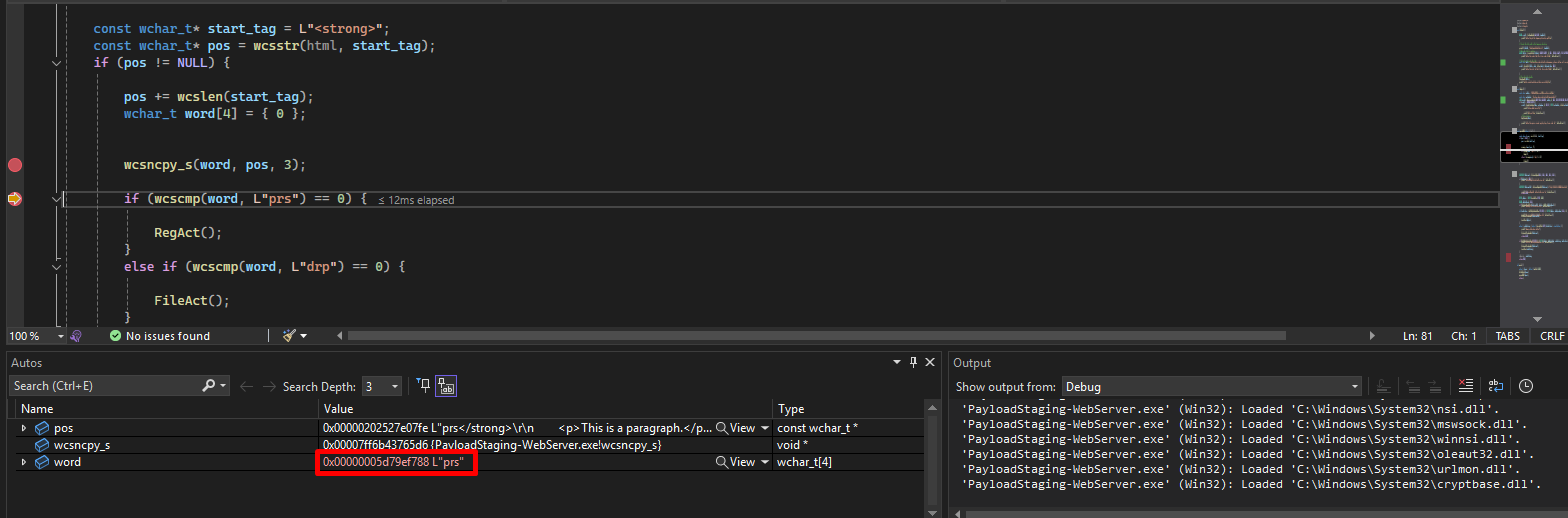 const wchar_t* start_tag = L"<strong>";
const wchar_t* pos = wcsstr(html, start_tag);
if (pos != NULL) {
pos += wcslen(start_tag);
wchar_t word[4] = { 0 };
wcsncpy_s(word, pos, 3);
if (wcscmp(word, L"prs") == 0) { ≤ 12ms elapsed
RegAct();
}
else if (wcscmp(word, L"drp") == 0) {
FileAct();
}
100 % No issues found Ln: 81 Ch: 1 TABS CRLF
Autos
Search (Ctrl+E) Search Depth: 3
Name Value Type
pos 0x00000202527e07fe L"prs</strong>\r\n <p>This is a paragraph.</p... View const wchar_t *
wcsncpy_s 0x00007ff6b43765d6 {PayloadStaging-WebServer.exe!wcsncpy_s} void *
word 0x00000005d79ef788 L"prs" View wchar_t[4]
Output
Show output from: Debug
'PayloadStaging-WebServer.exe' (Win32): Loaded 'C:\Windows\System32\nsi.dll'.
'PayloadStaging-WebServer.exe' (Win32): Loaded 'C:\Windows\System32\mswsock.dll'.
'PayloadStaging-WebServer.exe' (Win32): Loaded 'C:\Windows\System32\winnsi.dll'.
'PayloadStaging-WebServer.exe' (Win32): Loaded 'C:\Windows\System32\oleaut32.dll'.
'PayloadStaging-WebServer.exe' (Win32): Loaded 'C:\Windows\System32\urlmon.dll'.
'PayloadStaging-WebServer.exe' (Win32): Loaded 'C:\Windows\System32\cryptbase.dll'.